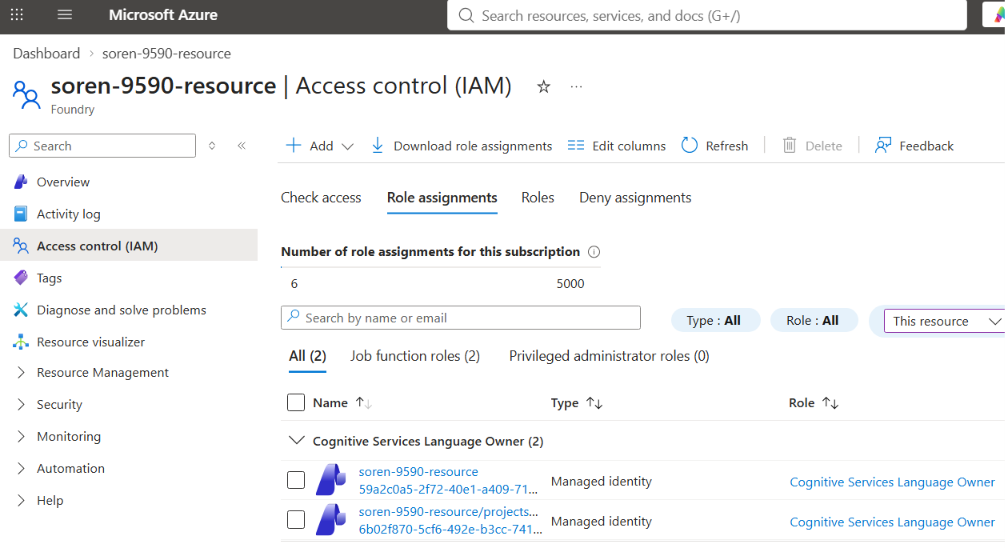 Microsoft Azure
Search resources, services, and docs (G+/)
Dashboard > soren-9590-resource
soren-9590-resource | Access control (IAM)
Foundry
Search
Add
Download role assignments
Edit columns
Refresh
Delete
Feedback
Overview
Activity log
Access control (IAM)
Tags
Diagnose and solve problems
Resource visualizer
Resource Management
Security
Monitoring
Automation
Help
Check access
Role assignments
Roles
Deny assignments
Number of role assignments for this subscription
6
5000
Search by name or email
Type : All
Role : All
This resource
All (2)
Job function roles (2)
Privileged administrator roles (0)
Name
Type
Role
Cognitive Services Language Owner (2)
soren-9590-resource
59a2c0a5-2f72-40e1-a409-71...
Managed identity
Cognitive Services Language Owner
soren-9590-resource/projects...
6b02f870-5cf6-492e-b3cc-741...
Managed identity
Cognitive Services Language Owner